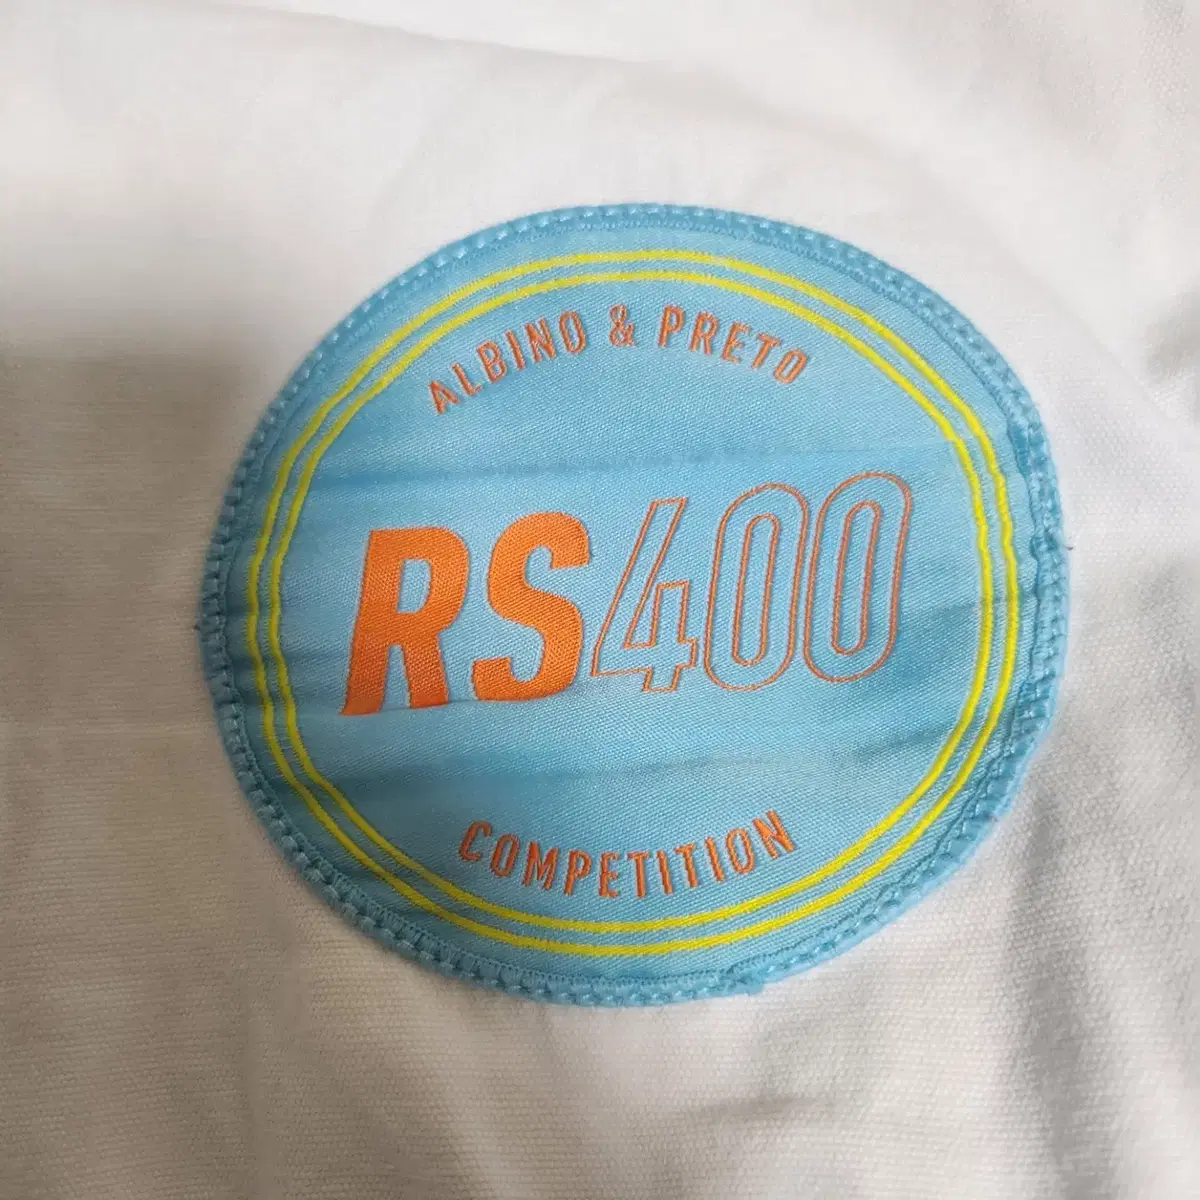 ALBINO & PRETO
RS400
COMPETITION